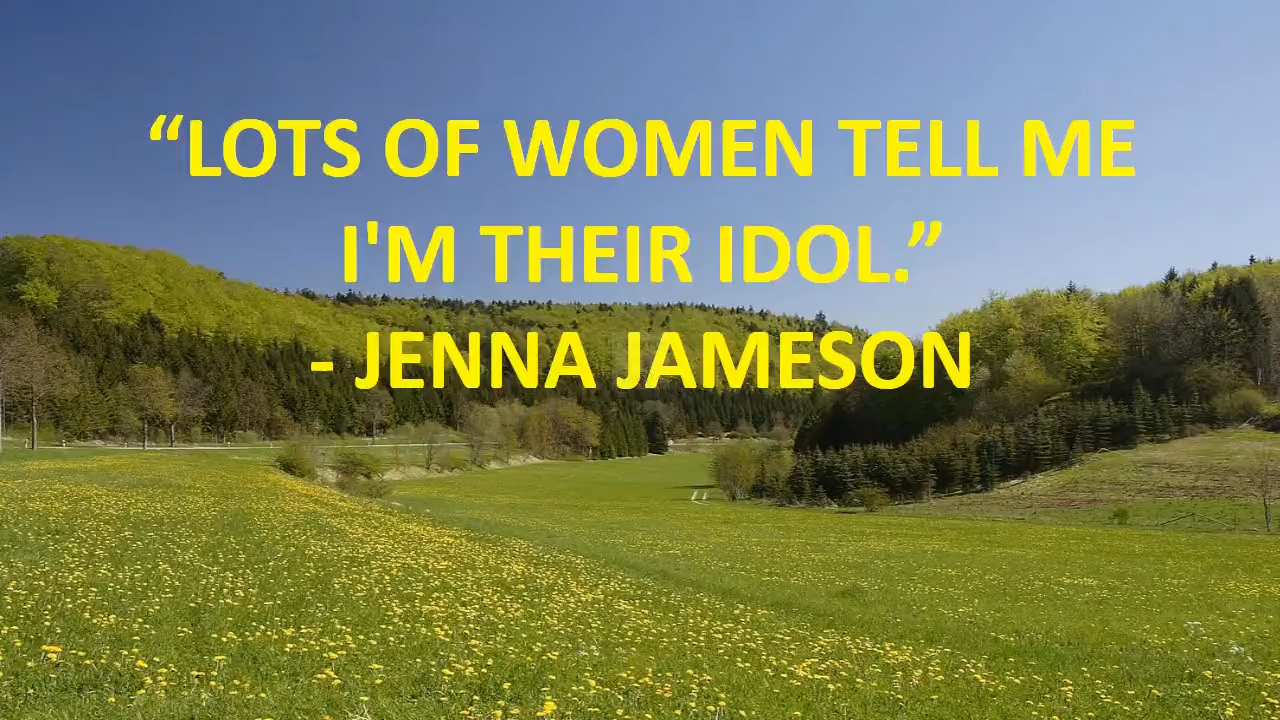 “LOTS OF WOMEN TELL ME
I'M THEIR IDOL.”
- JENNA JAMESON